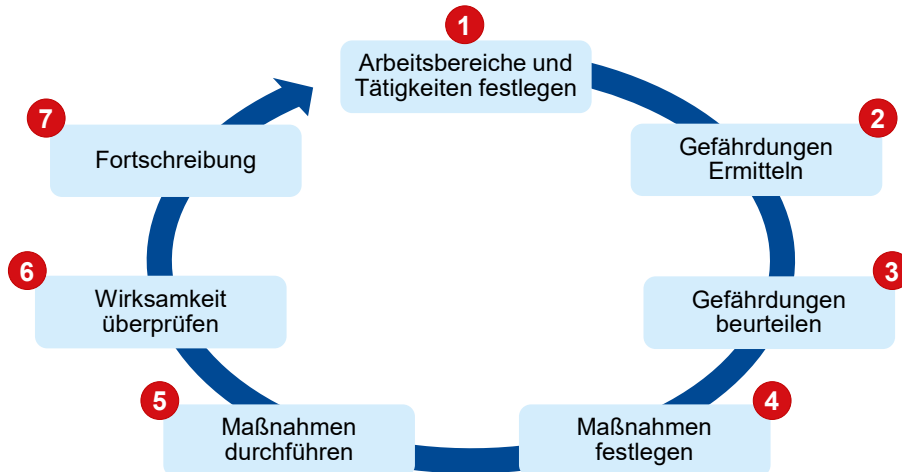 1
Arbeitsbereiche und
Tätigkeiten festlegen
2
Gefährdungen
Ermitteln
3
Gefährdungen
beurteilen
4
Maßnahmen
festlegen
5
Maßnahmen
durchführen
6
Wirksamkeit
überprüfen
7
Fortschreibung